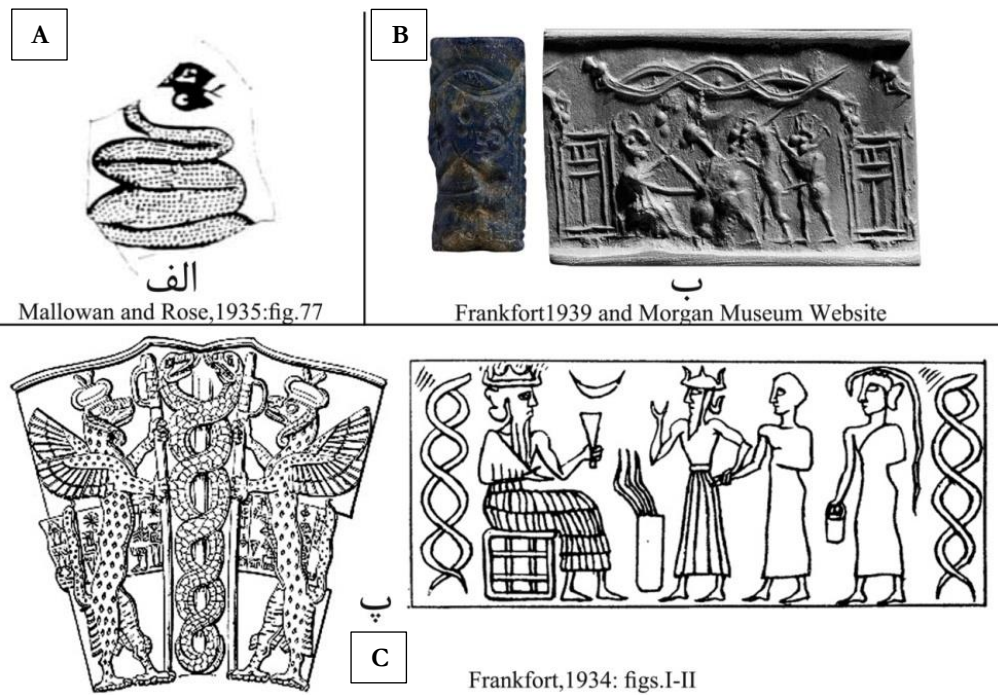 A
الف
Mallowan and Rose,1935:fig.77
B
ب
Frankfort1939 and Morgan Museum Website
پ
C
Frankfort,1934: figs.I-II